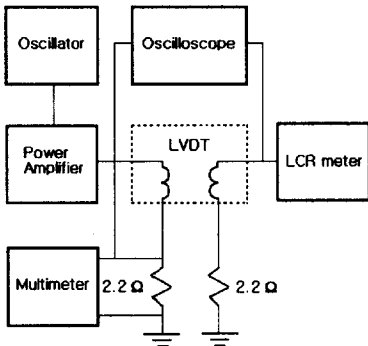 Oscillator
Oscilloscope
Power
Amplifier
LVDT
LCR meter
Multimeter
2.2 Ω
2.2 Ω